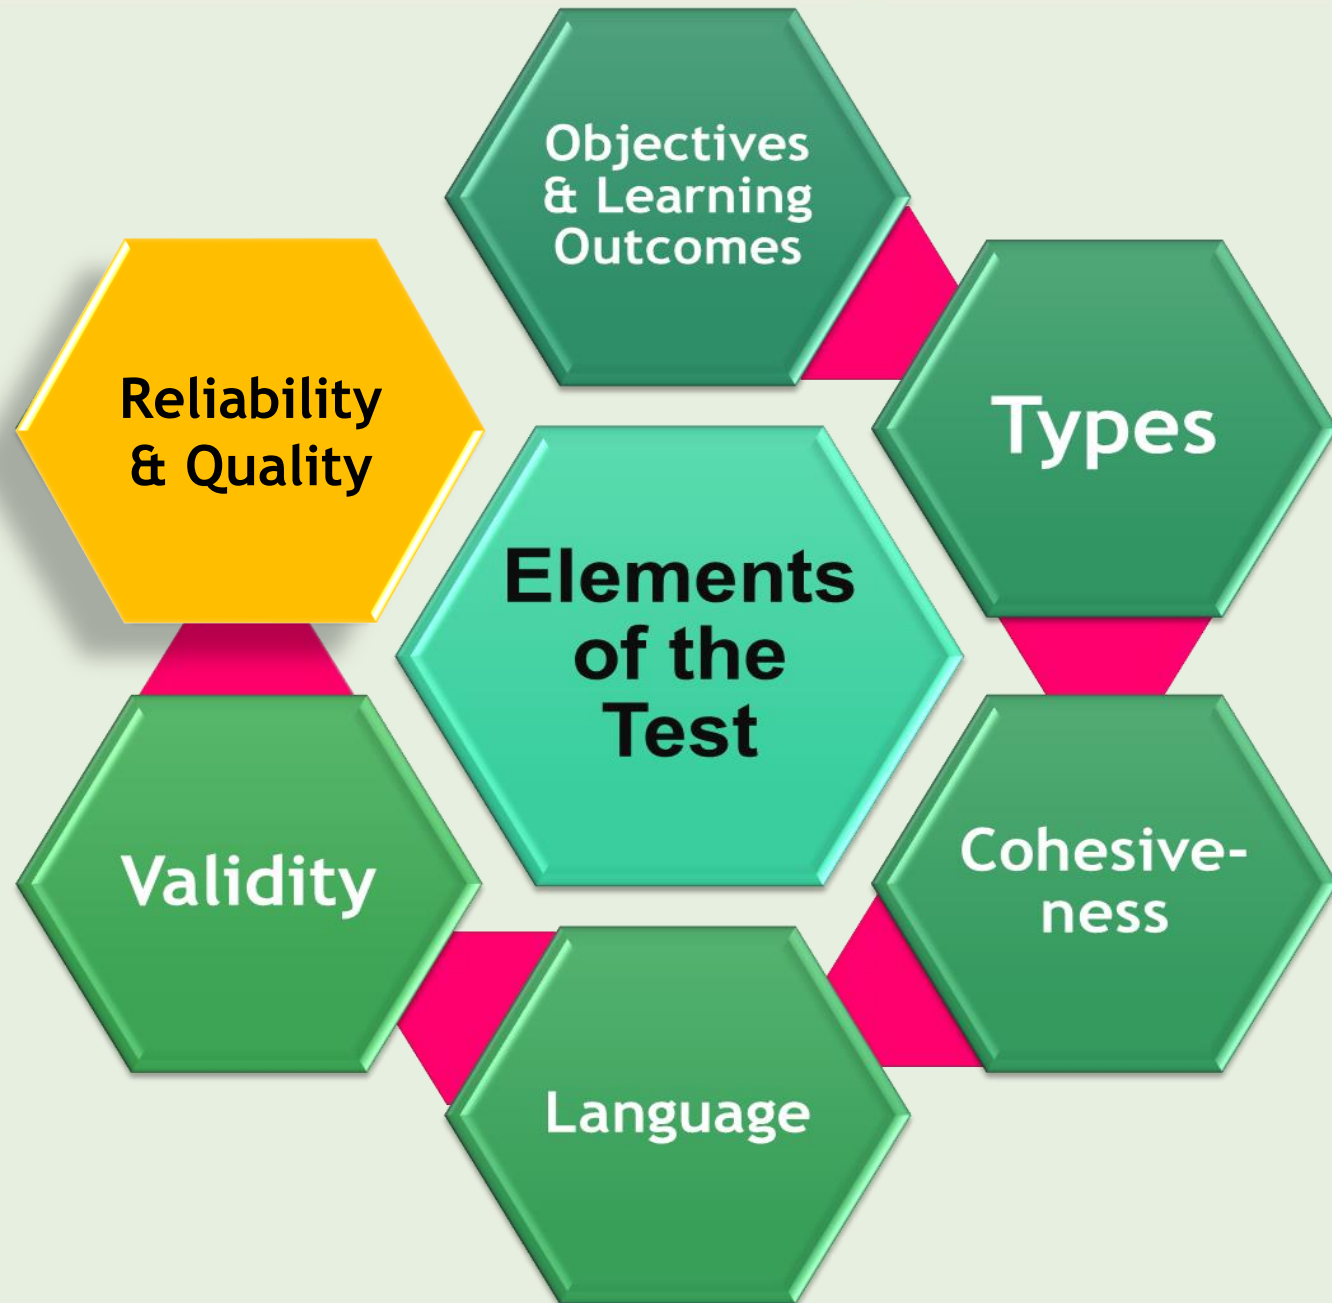 Objectives
& Learning
Outcomes
Types
Reliability
& Quality
Elements
of the
Test
Cohesive-
ness
Validity
Language